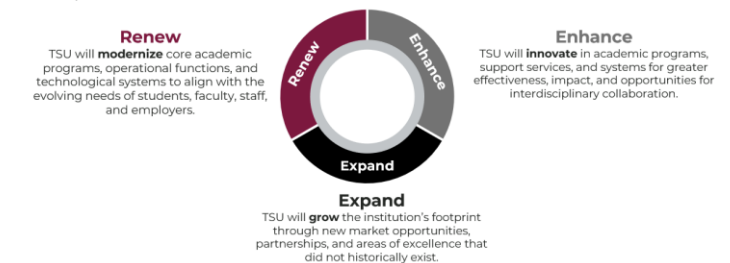 Renew
TSU will modernize core academic
programs, operational functions, and
technological systems to align with the
evolving needs of students, faculty, staff,
and employers.
Renew
Enhance
Expand
Enhance
TSU will innovate in academic programs,
support services, and systems for greater
effectiveness, impact, and opportunities for
interdisciplinary collaboration.
Expand
TSU will grow the institution's footprint
through new market opportunities,
partnerships, and areas of excellence that
did not historically exist.